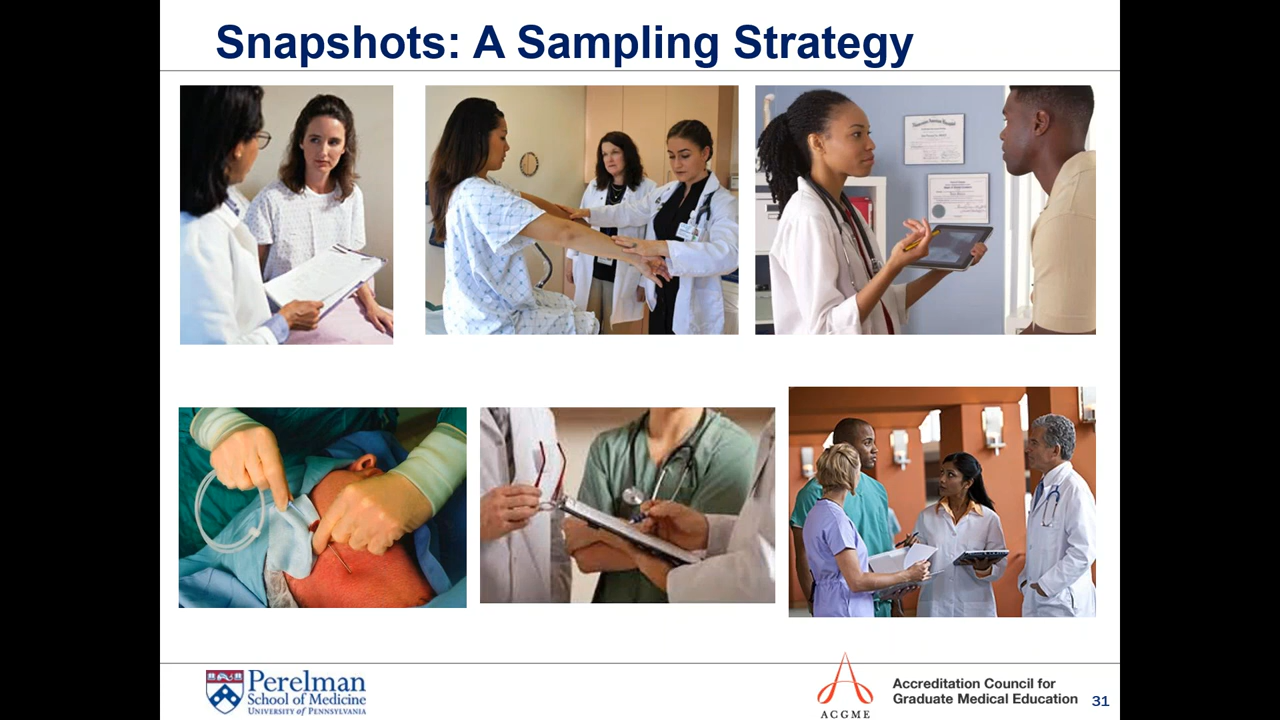 Snapshots: A Sampling Strategy
Perelman
School of Medicine
University of Pennsylvania
ACGME
Accreditation Council for
Graduate Medical Education
31